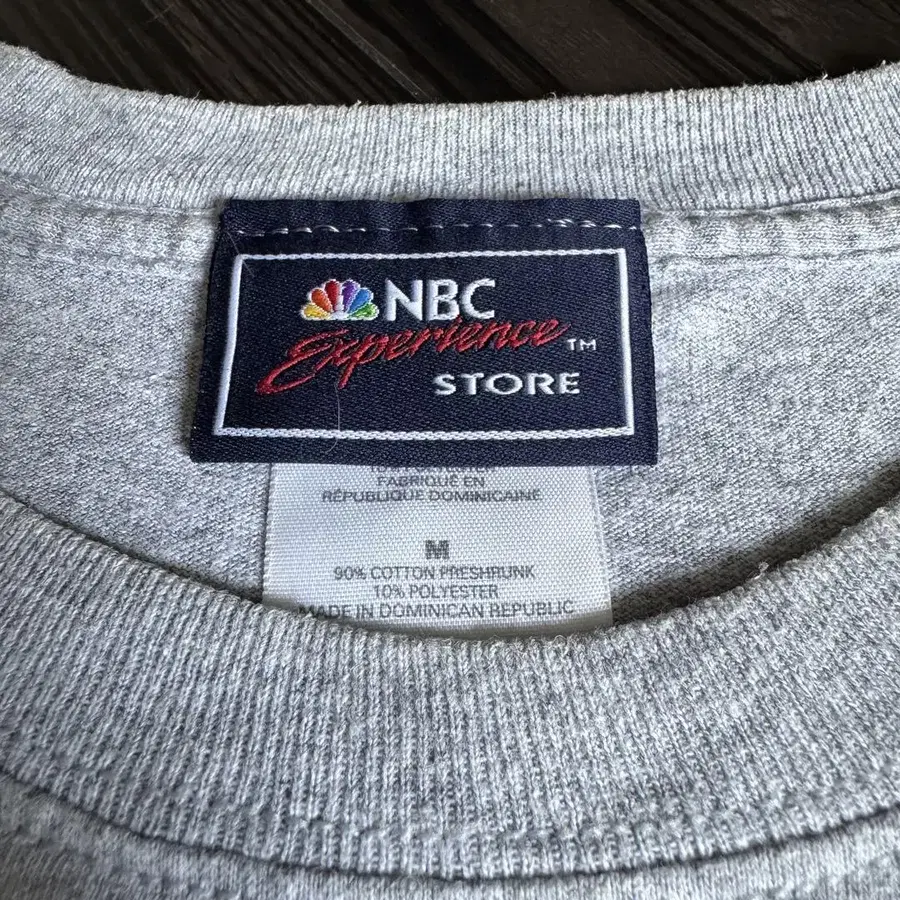 NBC
Experience™
STORE
FABRIQUÉ EN
RÉPUBLIQUE DOMINICAINE
M
90% COTTON PRESHRUNK
10% POLYESTER
MADE IN DOMINICAN REPUBLIC